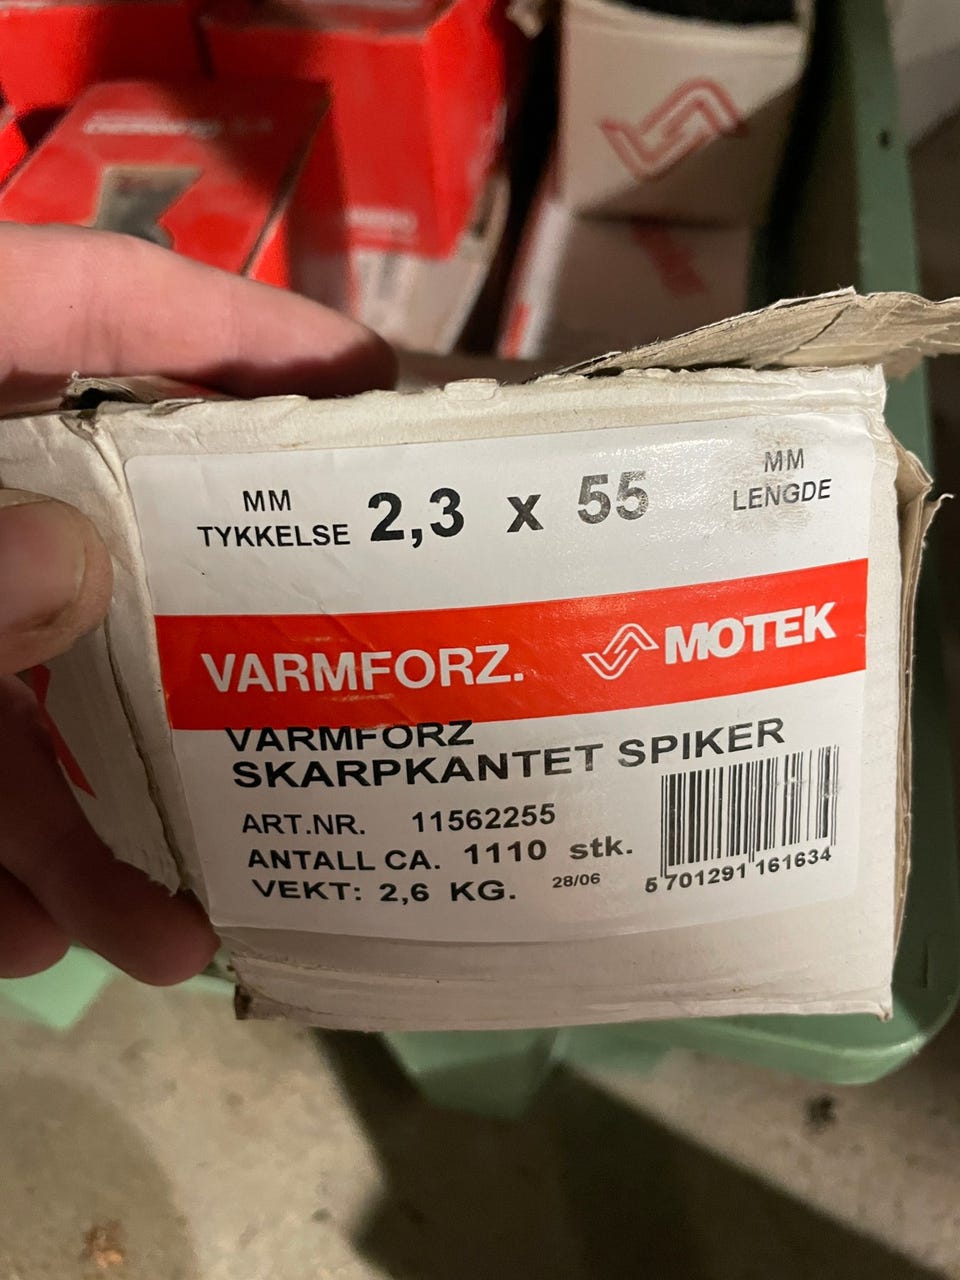 MM
TYKKELSE 2,3 x 55 MM
LENGDE
VARMFORZ. MOTEK
VARMFORZ
SKARPKANTET SPIKER
ART.NR. 11562255
ANTALL CA. 1110 stk.
VEKT: 2,6 KG. 28/06
5 701291 161634